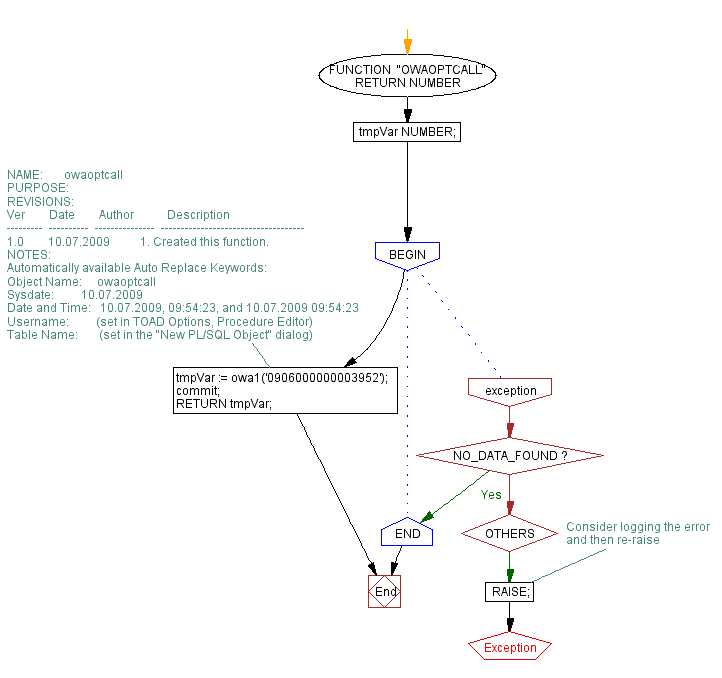 FUNCTION "OWAOPTCALL"
RETURN NUMBER
tmpVar NUMBER;
NAME: owaoptcall
PURPOSE:
REVISIONS:
Ver Date Author Description
--------- ---------- --------------- ------------------------------------
1.0 10.07.2009 1. Created this function.
NOTES:
Automatically available Auto Replace Keywords:
Object Name: owaoptcall
Sysdate: 10.07.2009
Date and Time: 10.07.2009, 09:54:23, and 10.07.2009 09:54:23
Username: (set in TOAD Options, Procedure Editor)
Table Name: (set in the "New PL/SQL Object" dialog)
BEGIN
tmpVar := owa1('0906000000003952');
commit;
RETURN tmpVar;
exception
NO_DATA_FOUND ?
Yes
END
OTHERS
Consider logging the error
and then re-raise
End
RAISE;
Exception